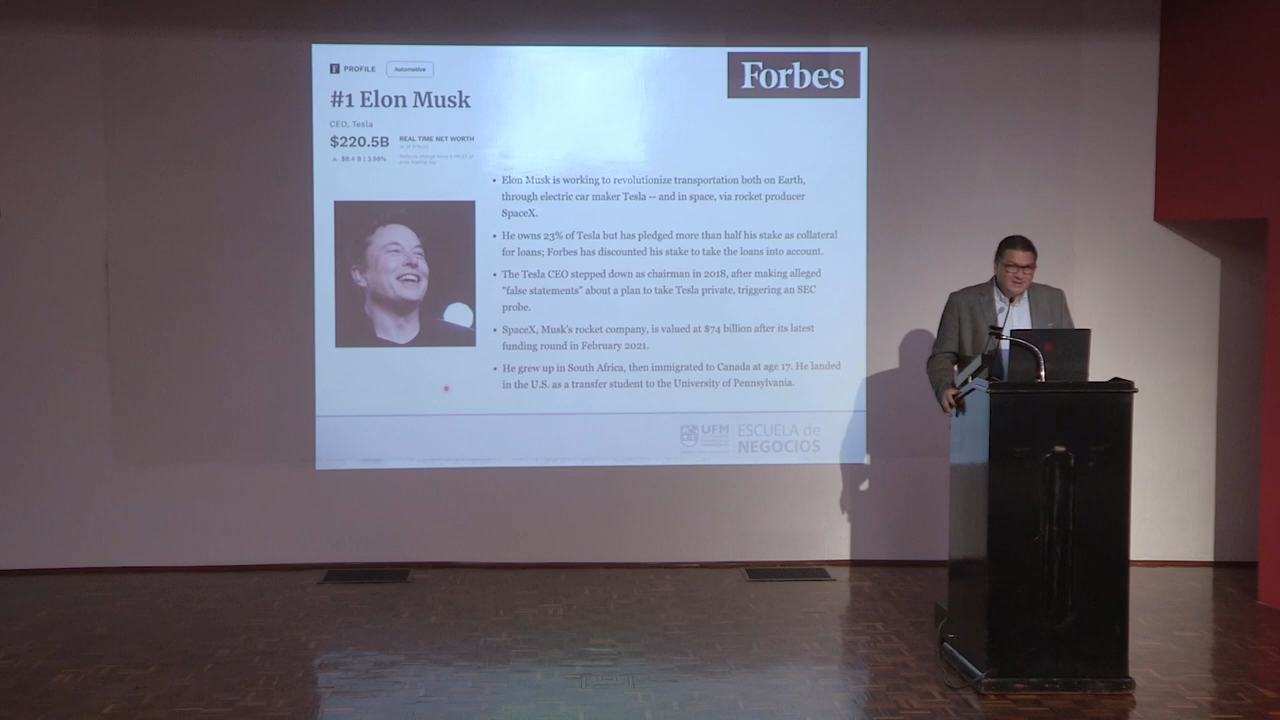 PROFILE
Automotive
Forbes
#1 Elon Musk
CEO, Tesla
$220.5B
REAL TIME NET WORTH
$8.4 B | 3.98%
• Elon Musk is working to revolutionize transportation both on Earth,
through electric car maker Tesla -- and in space, via rocket producer
SpaceX.
• He owns 23% of Tesla but has pledged more than half his stake as collateral
for loans; Forbes has discounted his stake to take the loans into account.
• The Tesla CEO stepped down as chairman in 2018, after making alleged
"false statements" about a plan to take Tesla private, triggering an SEC
probe.
• SpaceX, Musk's rocket company, is valued at $74 billion after its latest
funding round in February 2021.
• He grew up in South Africa, then immigrated to Canada at age 17. He landed
in the U.S. as a transfer student to the University of Pennsylvania.
UFM
ESCUELA de
NEGOCIOS